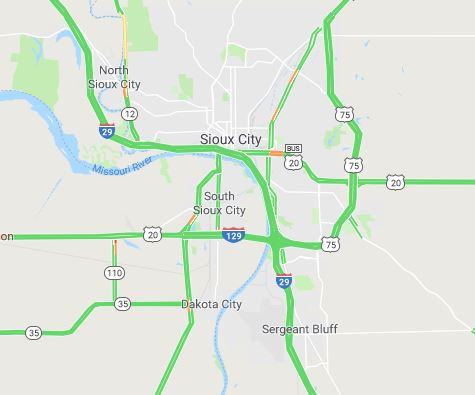 North
Sioux City
12
29
Sioux City
BUS
20
75
75
20
Missouri River
South
Sioux City
on
20
129
75
110
29
35
Dakota City
35
Sergeant Bluff